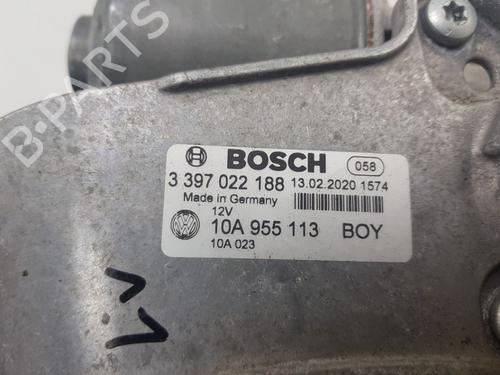 B-PARTS
BOSCH 058
3 397 022 188 13.02.2020 1574
Made in Germany
12V
10A 955 113 BOY
10A 023